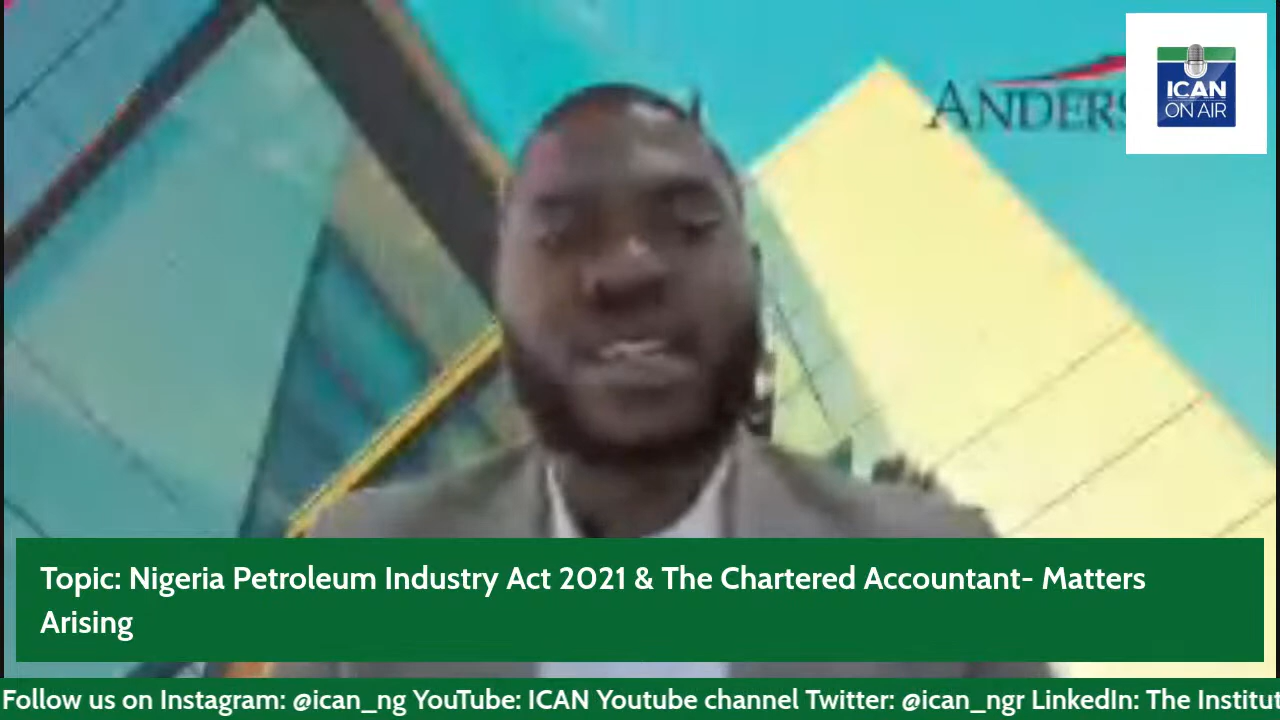 ANDERS
ICAN
ON AIR
Topic: Nigeria Petroleum Industry Act 2021 & The Chartered Accountant- Matters
Arising
Follow us on Instagram: @ican_ng YouTube: ICAN Youtube channel Twitter: @ican_ngr LinkedIn: The Institut